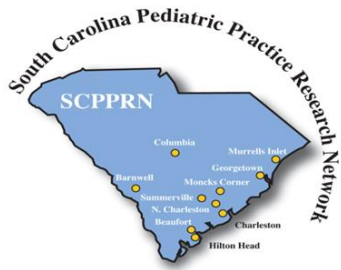 South Carolina Pediatric Practice Research Network
SCPPRN
Columbia
Murrells Inlet
Georgetown
Barnwell
Moncks Corner
Summerville
N. Charleston
Charleston
Beaufort
Hilton Head